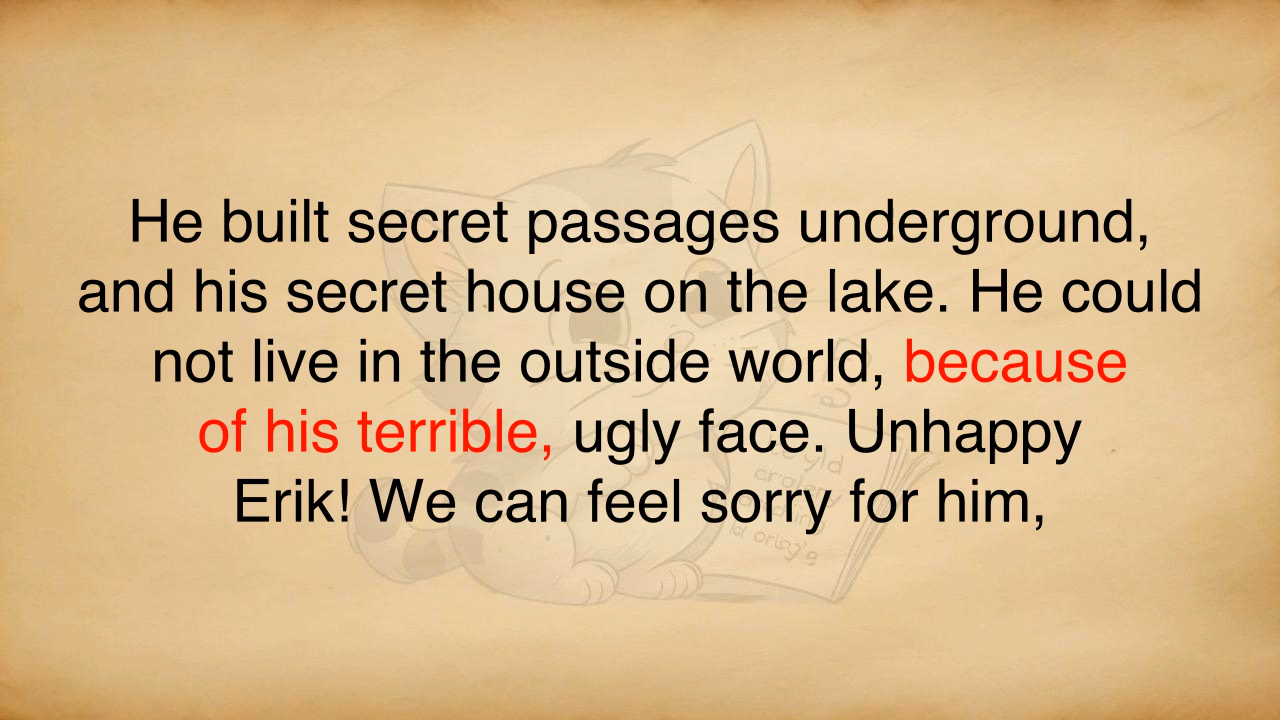 He built secret passages underground,
and his secret house on the lake. He could
not live in the outside world, because
of his terrible, ugly face. Unhappy
Erik! We can feel sorry for him,